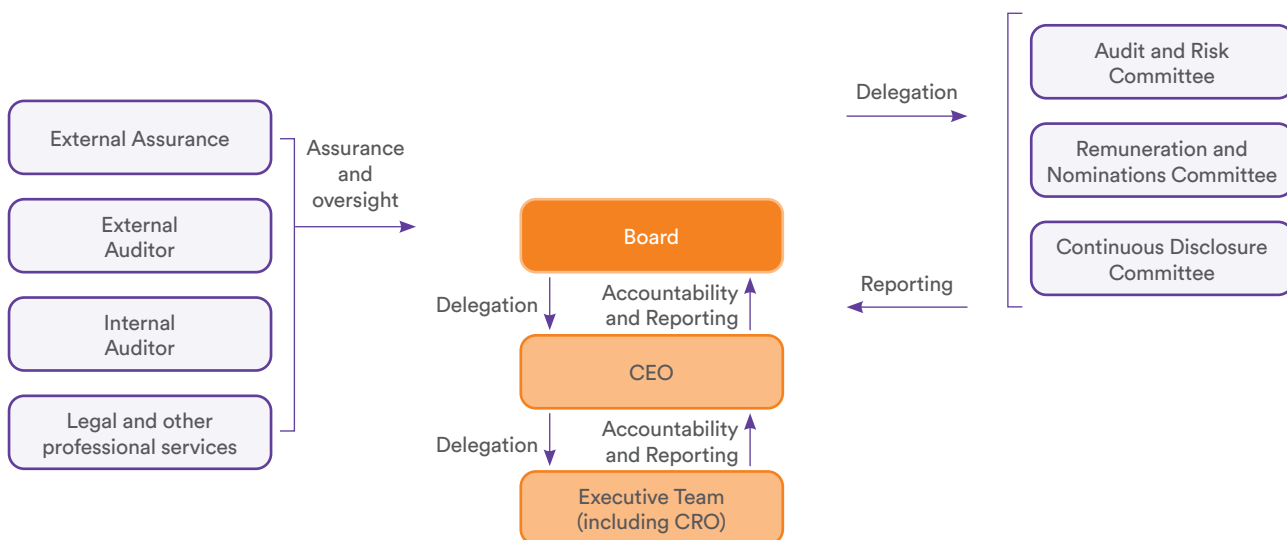 External Assurance
External
Auditor
Internal
Auditor
Legal and other
professional services
Assurance
and
oversight
Board
Delegation
Accountability
and Reporting
CEO
Delegation
Accountability
and Reporting
Executive Team
(including CRO)
Delegation
Reporting
Audit and Risk
Committee
Remuneration and
Nominations Committee
Continuous Disclosure
Committee